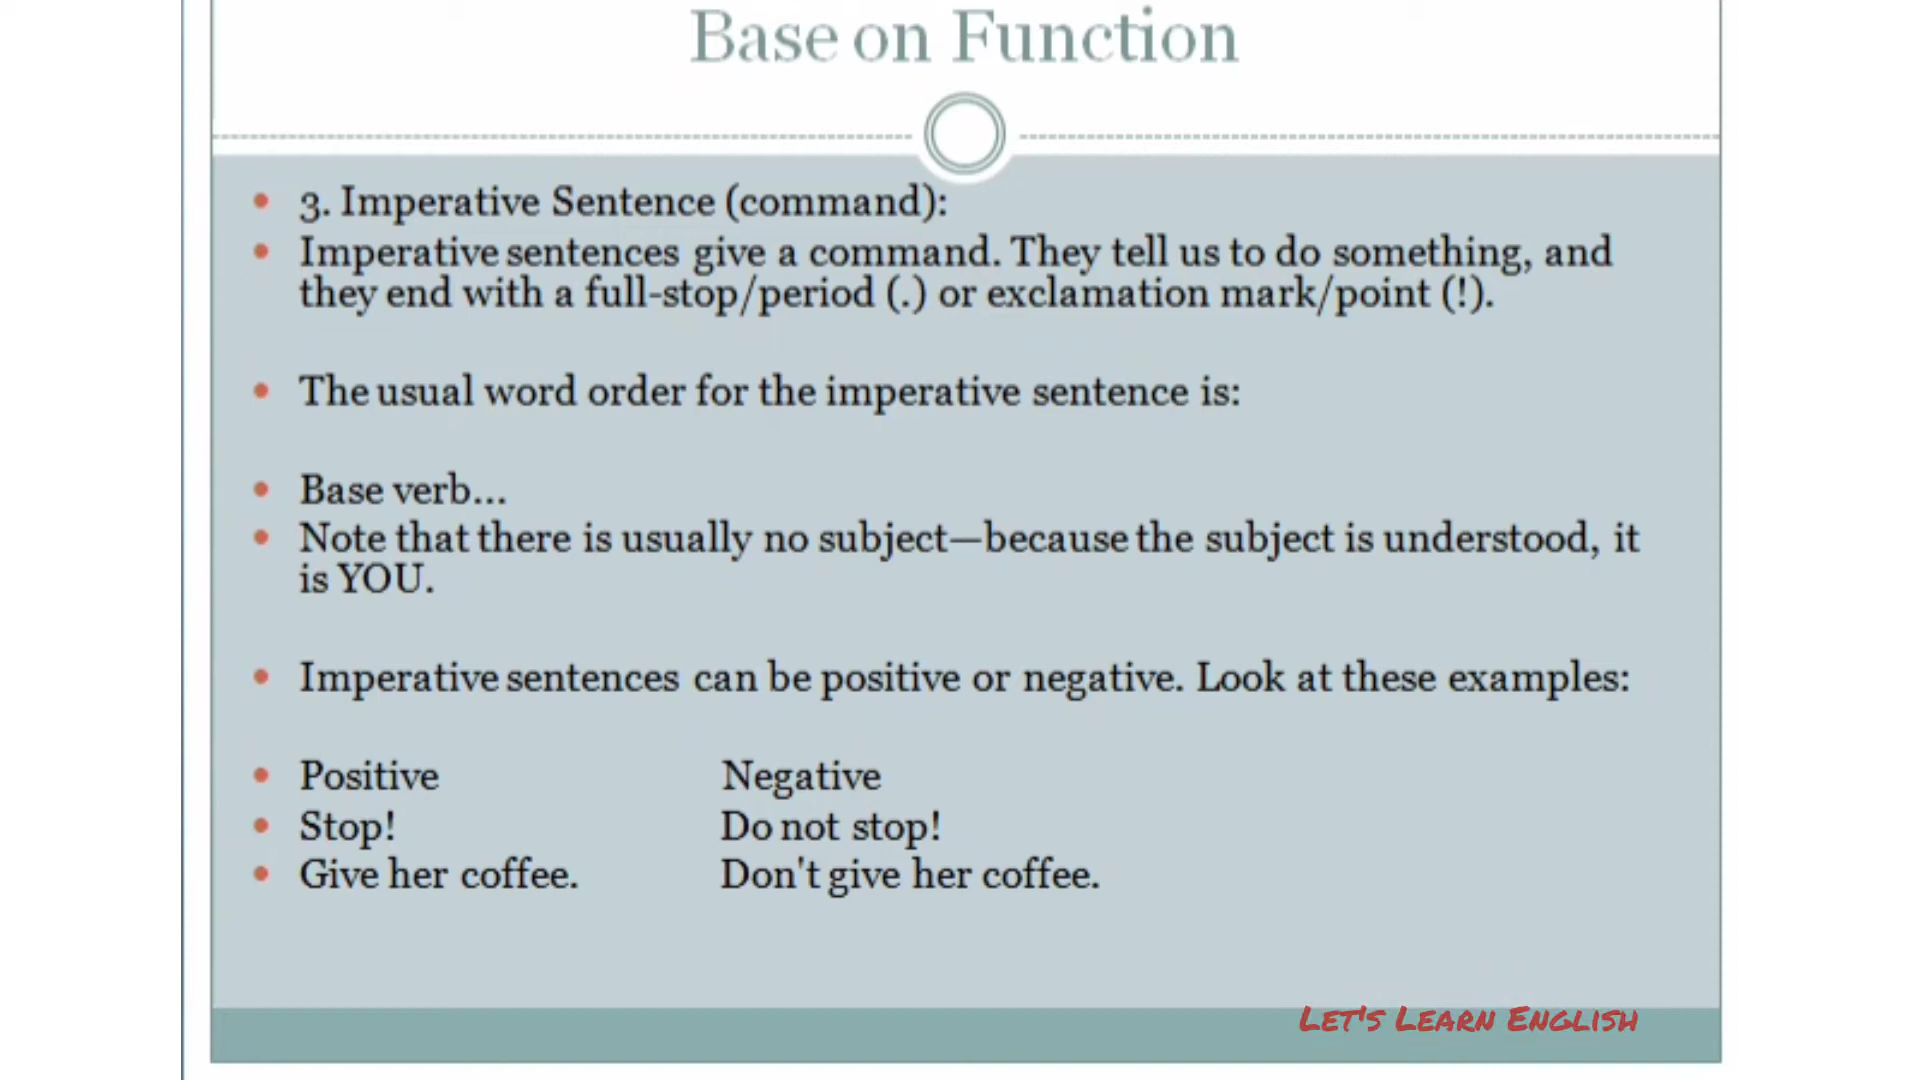 Base on Function
3. Imperative Sentence (command):
Imperative sentences give a command. They tell us to do something, and
they end with a full-stop/period (.) or exclamation mark/point (!).
The usual word order for the imperative sentence is:
Base verb...
Note that there is usually no subject—because the subject is understood, it
is YOU.
Imperative sentences can be positive or negative. Look at these examples:
Positive Negative
Stop! Do not stop!
Give her coffee. Don't give her coffee.
LET'S LEARN ENGLISH